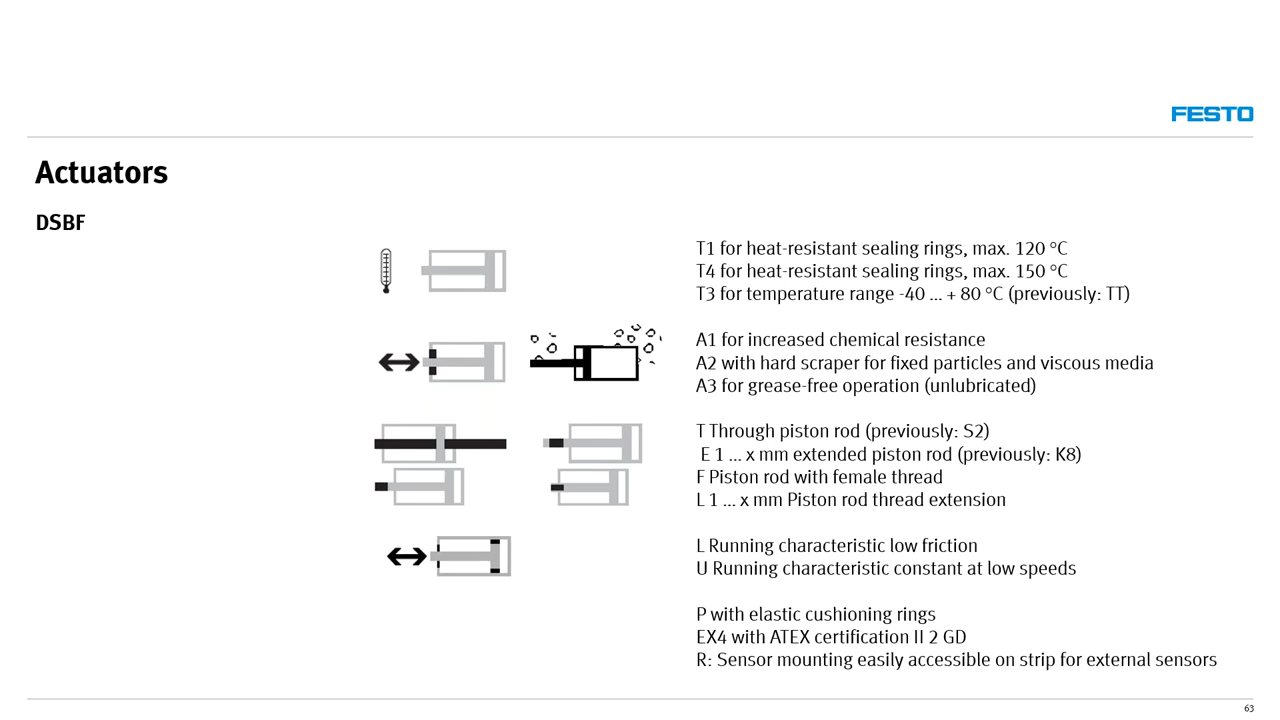 FESTO
Actuators
DSBF
T1 for heat-resistant sealing rings, max. 120 °C
T4 for heat-resistant sealing rings, max. 150 °C
T3 for temperature range -40 ... + 80 °C (previously: TT)
A1 for increased chemical resistance
A2 with hard scraper for fixed particles and viscous media
A3 for grease-free operation (unlubricated)
T Through piston rod (previously: S2)
E 1 ... x mm extended piston rod (previously: K8)
F Piston rod with female thread
L 1 ... x mm Piston rod thread extension
L Running characteristic low friction
U Running characteristic constant at low speeds
P with elastic cushioning rings
EX4 with ATEX certification II 2 GD
R: Sensor mounting easily accessible on strip for external sensors
63